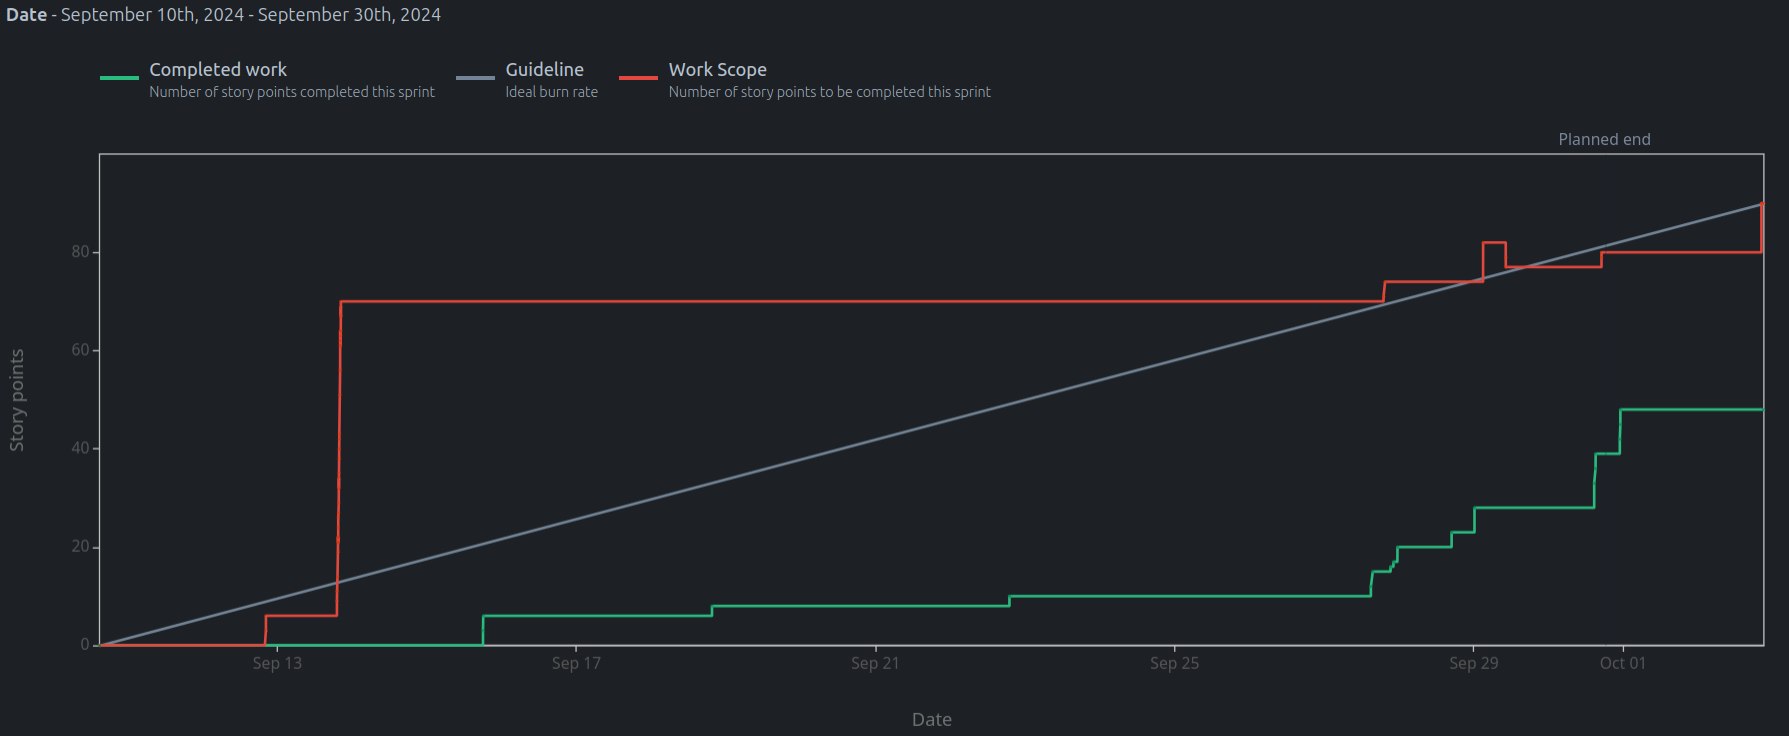 Date - September 10th, 2024 - September 30th, 2024
Completed work
Number of story points completed this sprint
Guideline
Ideal burn rate
Work Scope
Number of story points to be completed this sprint
Planned end
Story points
80
60
40
20
0
Sep 13
Sep 17
Sep 21
Sep 25
Sep 29
Oct 01
Date